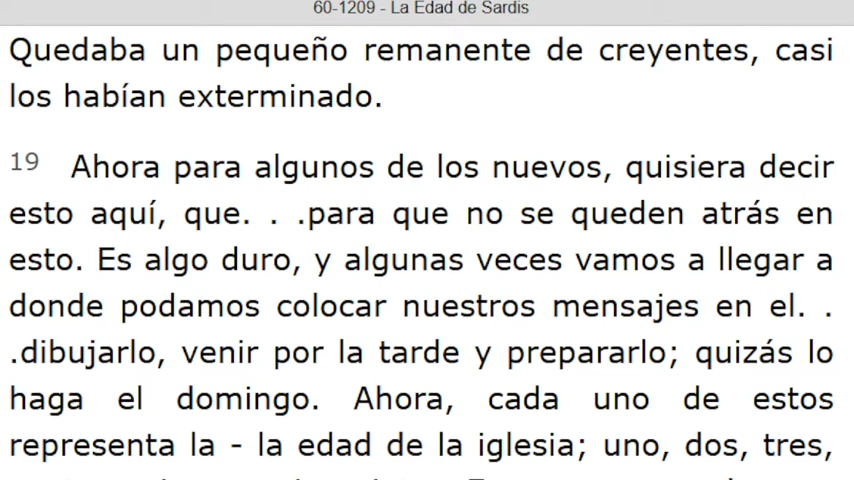 60-1209 - La Edad de Sardis
Quedaba un pequeño remanente de creyentes, casi
los habían exterminado.
19 Ahora para algunos de los nuevos, quisiera decir
esto aquí, que. . .para que no se queden atrás en
esto. Es algo duro, y algunas veces vamos a llegar a
donde podamos colocar nuestros mensajes en el. .
.dibujarlo, venir por la tarde y prepararlo; quizás lo
haga el domingo. Ahora, cada uno de estos
representa la - la edad de la iglesia; uno, dos, tres,